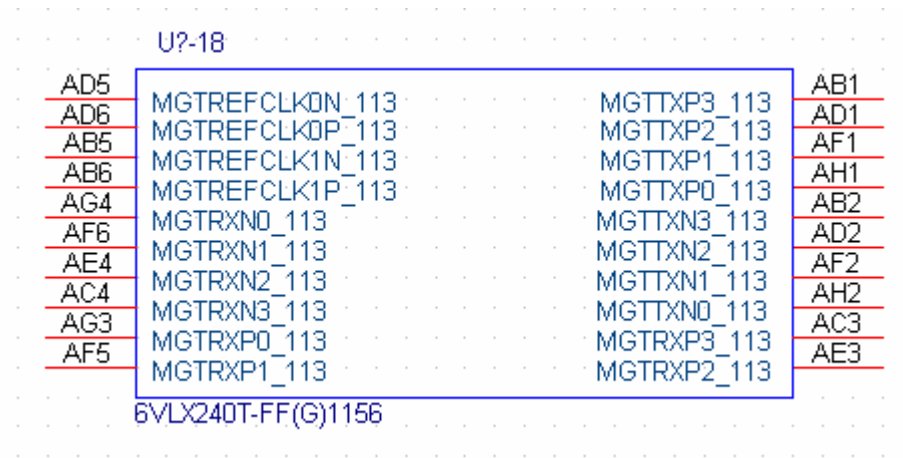 U?-18
AD5 MGTREFCLK0N_113 MGTTXP3_113 AB1
AD6 MGTREFCLK0P_113 MGTTXP2_113 AD1
AB5 MGTREFCLK1N_113 MGTTXP1_113 AF1
AB6 MGTREFCLK1P_113 MGTTXP0_113 AH1
AG4 MGTRXN0_113 MGTTXN3_113 AB2
AF6 MGTRXN1_113 MGTTXN2_113 AD2
AE4 MGTRXN2_113 MGTTXN1_113 AF2
AC4 MGTRXN3_113 MGTTXN0_113 AH2
AG3 MGTRXP0_113 MGTRXP3_113 AC3
AF5 MGTRXP1_113 MGTRXP2_113 AE3
6VLX240T-FF(G)1156